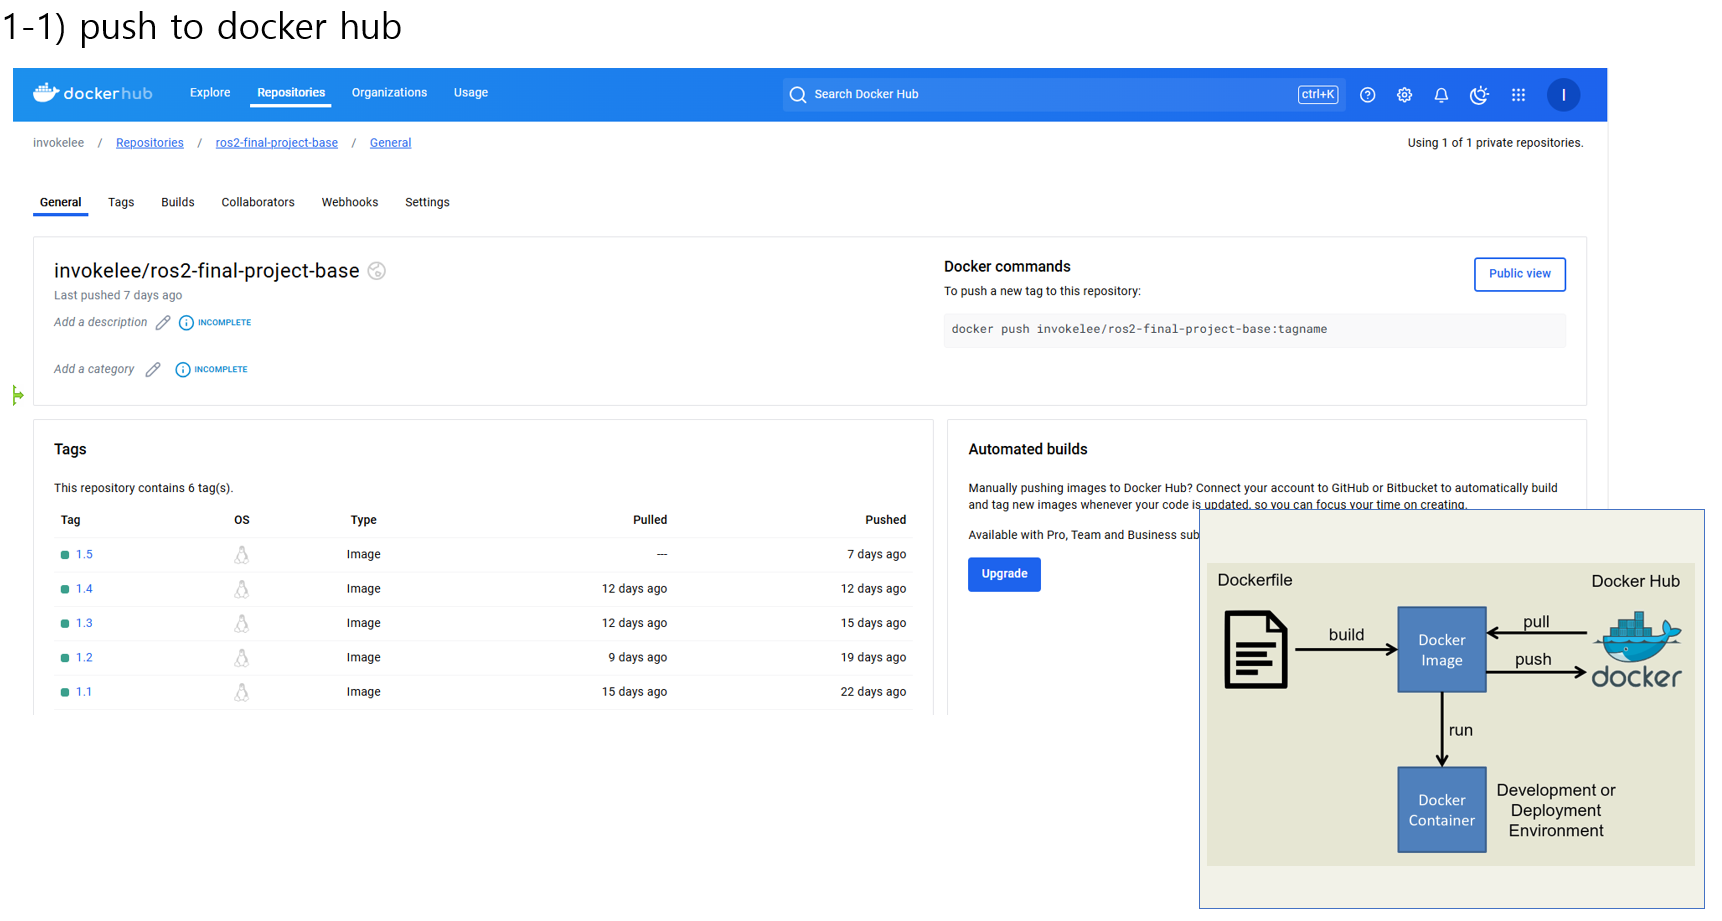 1-1) push to docker hub
dockerhub Explore Repositories Organizations Usage Search Docker Hub ctrl+K I
invokelee / Repositories / ros2-final-project-base / General Using 1 of 1 private repositories.
General Tags Builds Collaborators Webhooks Settings
invokelee/ros2-final-project-base
Last pushed 7 days ago
Add a description INCOMPLETE
Add a category INCOMPLETE
Docker commands
To push a new tag to this repository:
Public view
docker push invokelee/ros2-final-project-base:tagname
Tags
This repository contains 6 tag(s).
Tag OS Type Pulled Pushed
1.5 Image --- 7 days ago
1.4 Image 12 days ago 12 days ago
1.3 Image 12 days ago 15 days ago
1.2 Image 9 days ago 19 days ago
1.1 Image 15 days ago 22 days ago
Automated builds
Manually pushing images to Docker Hub? Connect your account to GitHub or Bitbucket to automatically build
and tag new images whenever your code is updated, so you can focus your time on creating.
Available with Pro, Team and Business sub
Upgrade
Dockerfile
Docker Hub
build
Docker
Image
pull
push
docker
run
Docker
Container
Development or
Deployment
Environment